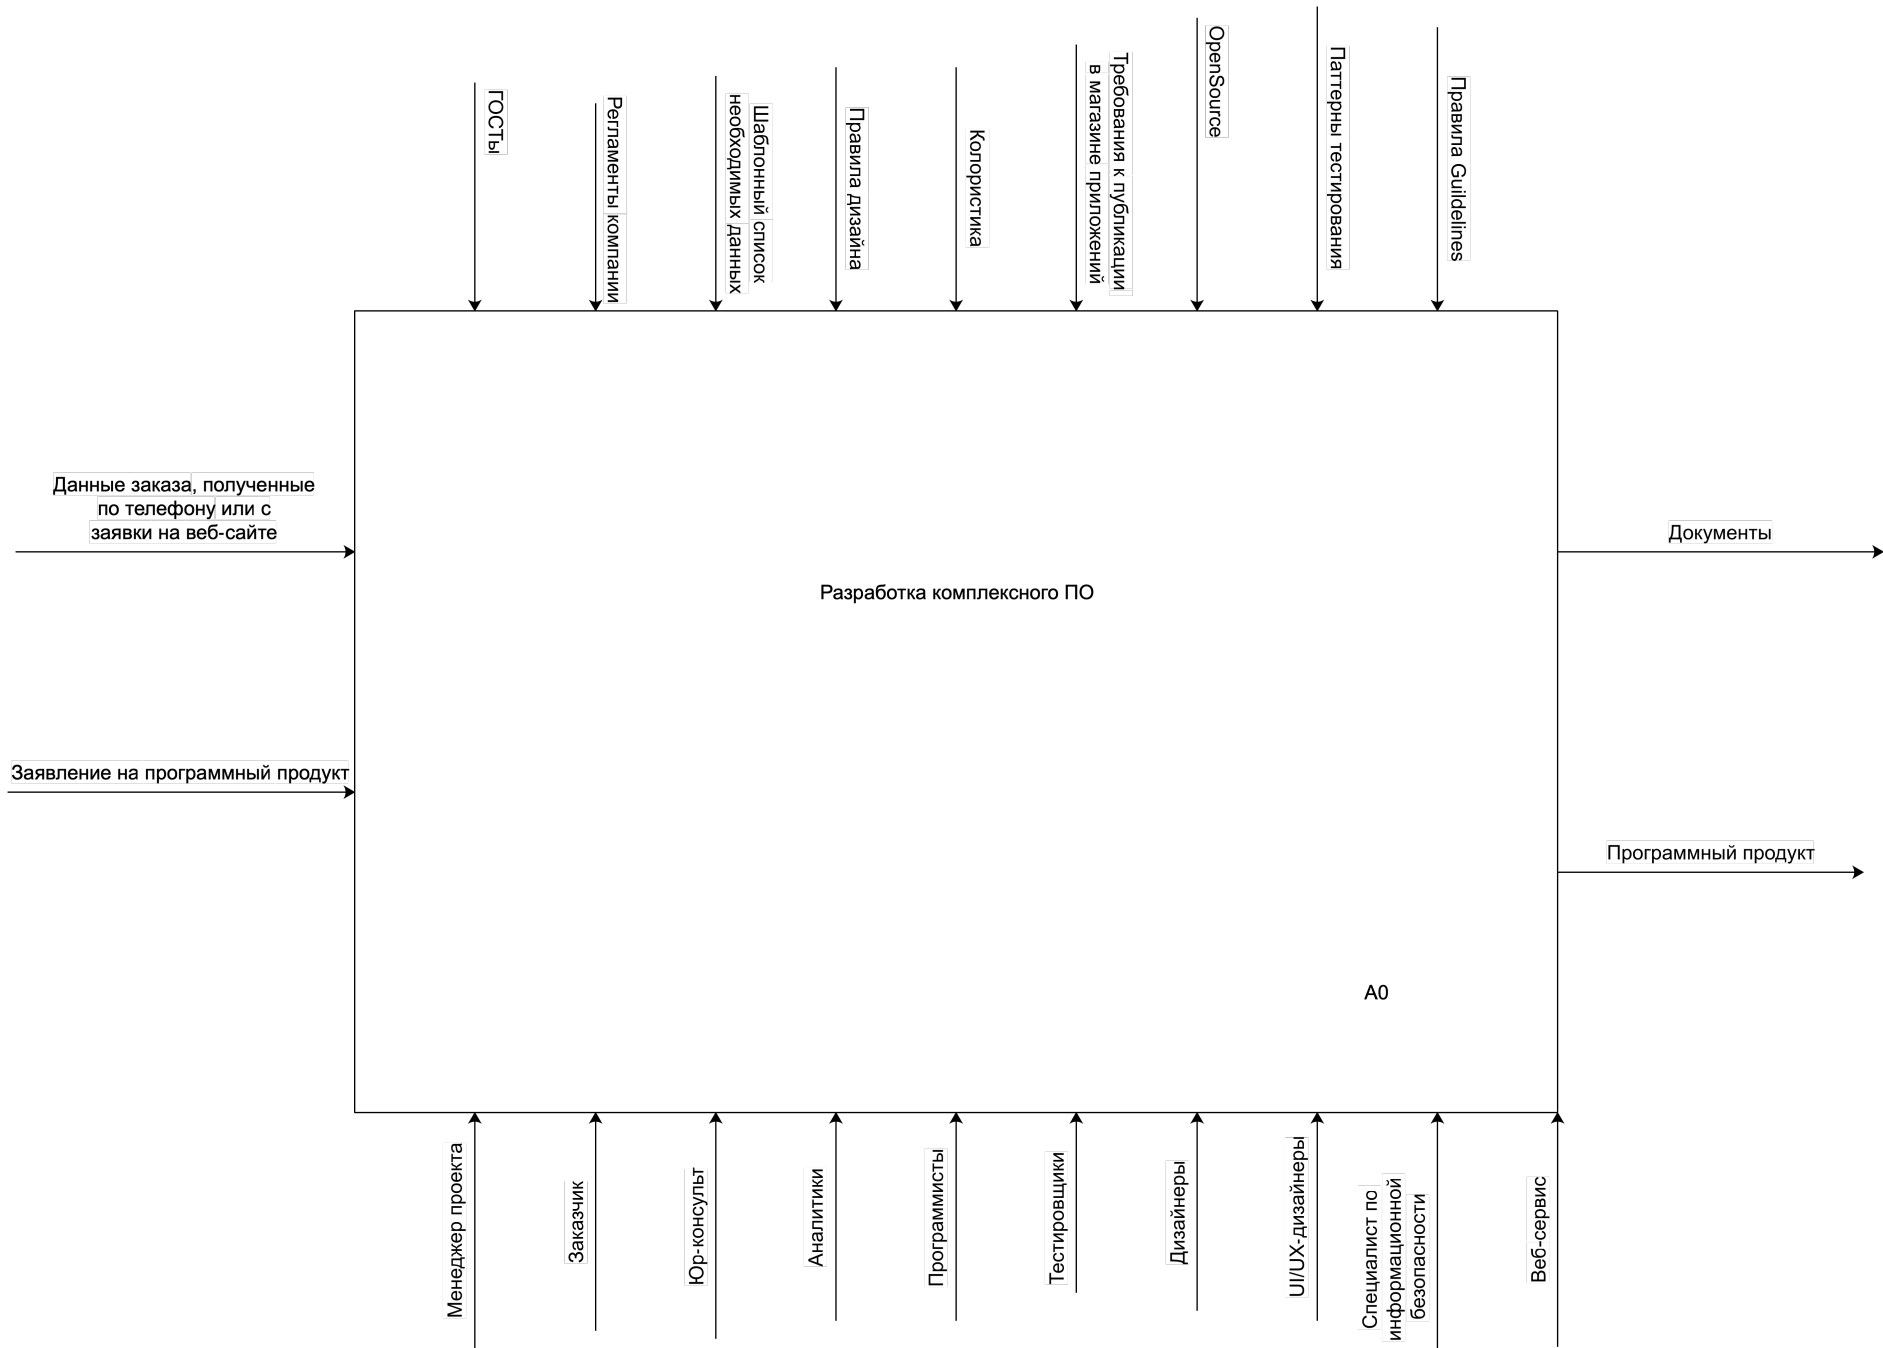 ГОСТы
Регламенты компании
Шаблонный список
необходимых данных
Правила дизайна
Колористика
Требования к публикации
в магазине приложений
OpenSource
Паттерны тестирования
Правила Guidelines
Данные заказа, полученные
по телефону или с
заявки на веб-сайте
Документы
Разработка комплексного ПО
Заявление на программный продукт
Программный продукт
A0
Менеджер проекта
Заказчик
Юр-консульт
Аналитики
Программисты
Тестировщики
Дизайнеры
UI/UX-дизайнеры
Специалист по
информационной
безопасности
Веб-сервис